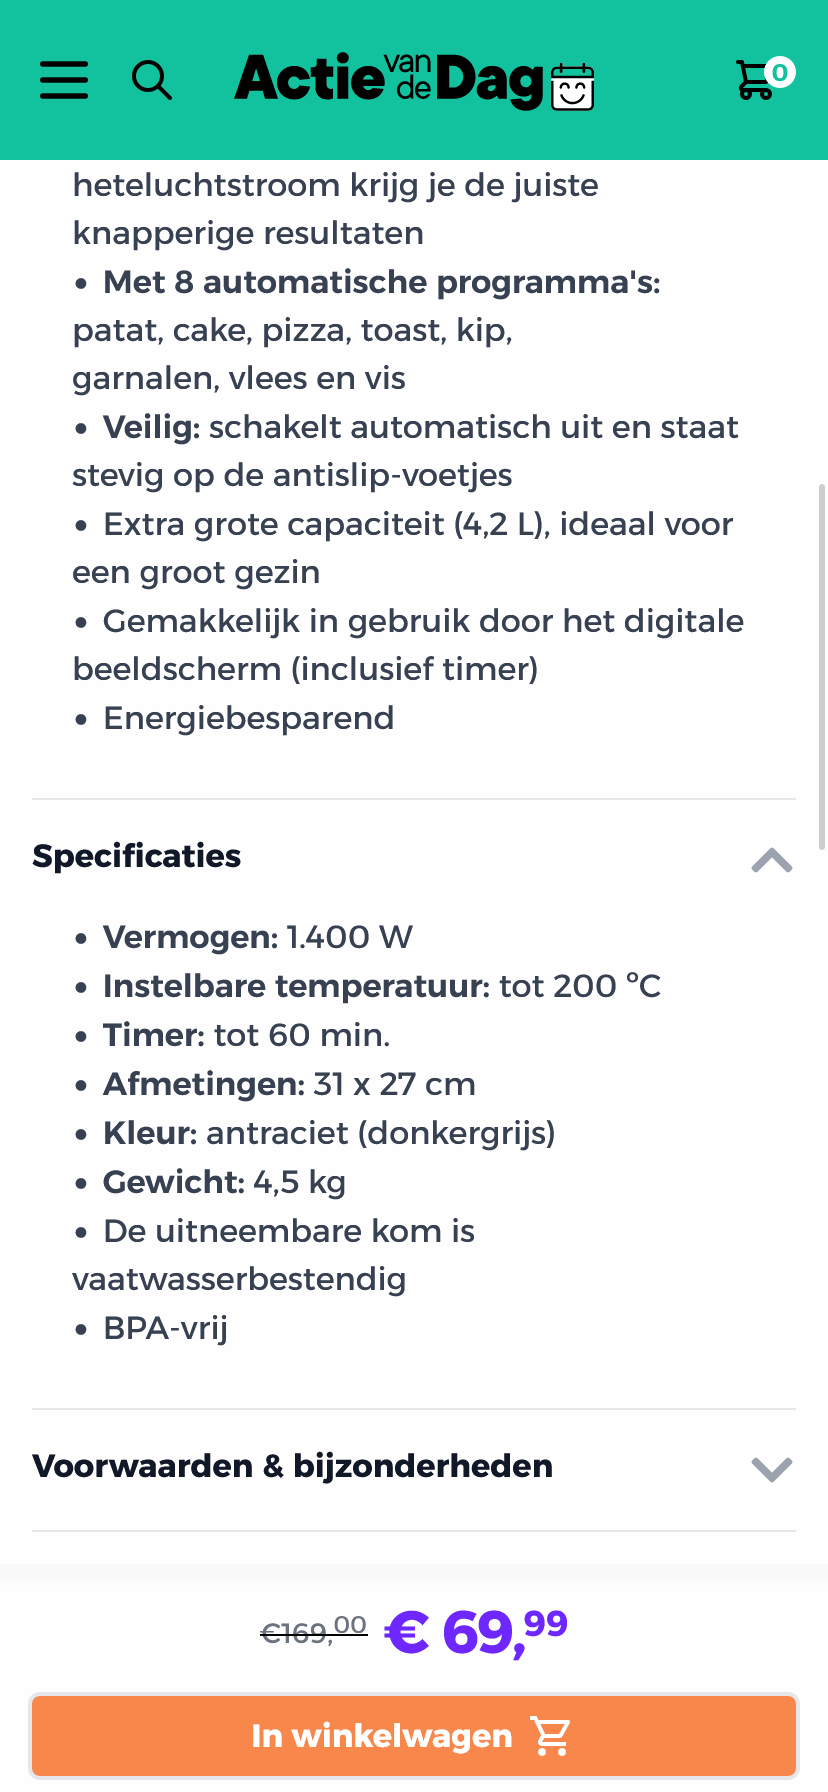 Actie van de Dag
0
heteluchtstroom krijg je de juiste
knapperige resultaten
• Met 8 automatische programma's:
patat, cake, pizza, toast, kip,
garnalen, vlees en vis
• Veilig: schakelt automatisch uit en staat
stevig op de antislip-voetjes
• Extra grote capaciteit (4,2 L), ideaal voor
een groot gezin
• Gemakkelijk in gebruik door het digitale
beeldscherm (inclusief timer)
• Energiebesparend
Specificaties
• Vermogen: 1.400 W
• Instelbare temperatuur: tot 200 °C
• Timer: tot 60 min.
• Afmetingen: 31 x 27 cm
• Kleur: antraciet (donkergrijs)
• Gewicht: 4,5 kg
• De uitneembare kom is
vaatwasserbestendig
• BPA-vrij
Voorwaarden & bijzonderheden
€169,00 € 69,99
In winkelwagen